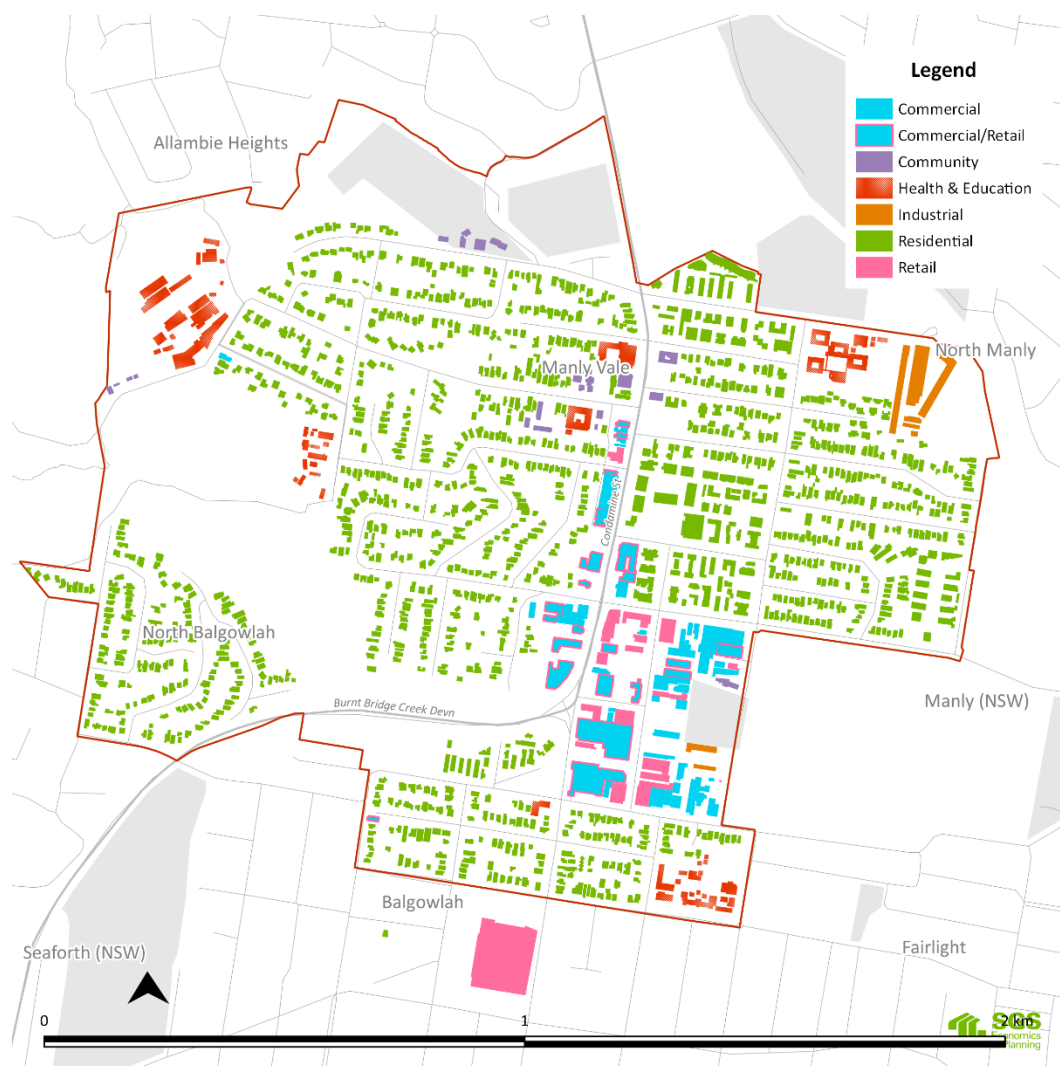 Legend
Commercial
Commercial/Retail
Community
Health & Education
Industrial
Residential
Retail
Allambie Heights
North Manly
Manly Vale
Condamine St
North Balgowlah
Manly (NSW)
Burnt Bridge Creek Devn
Balgowlah
Seaforth (NSW)
Fairlight
0
1
2 km
SGS
Economics
Planning